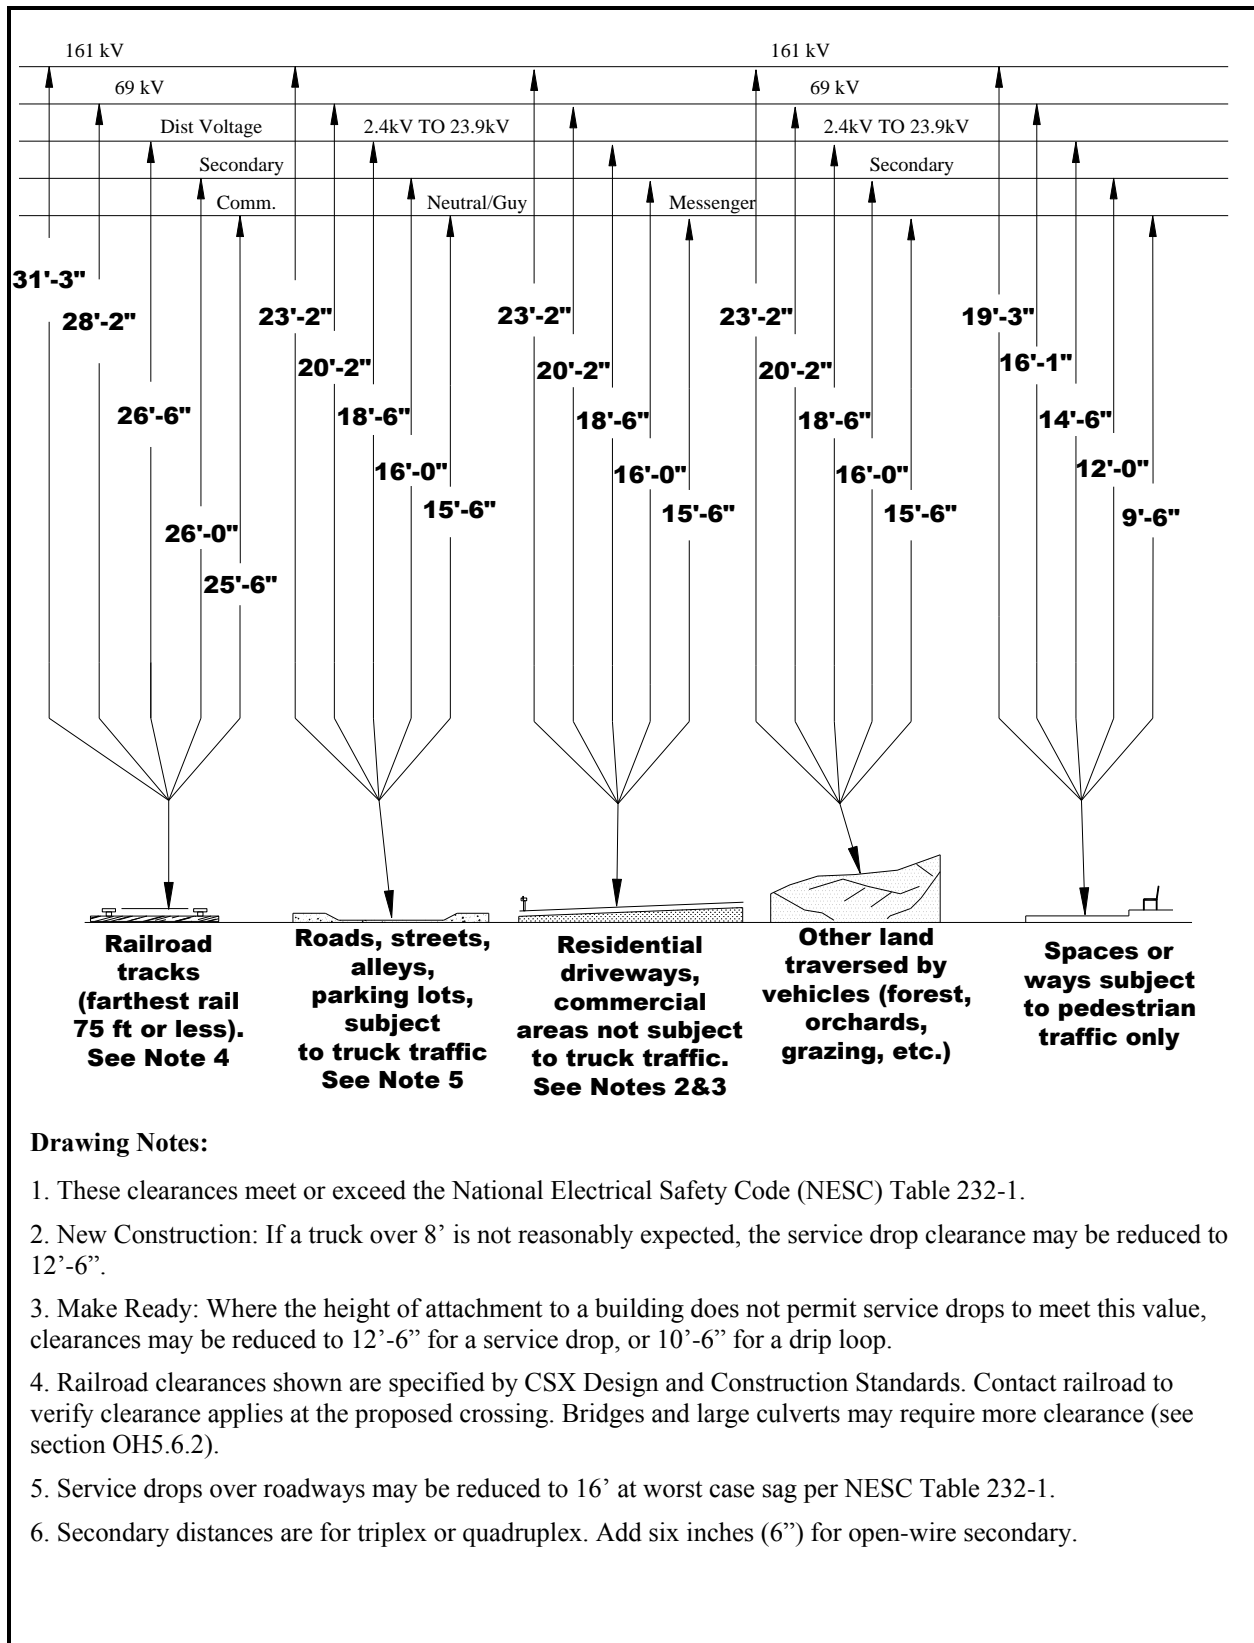 161 kV 161 kV
69 kV 69 kV
Dist Voltage 2.4kV TO 23.9kV 2.4kV TO 23.9kV
Secondary Secondary
Comm. Neutral/Guy Messenger
31'-3"
28'-2"
26'-6"
26'-0"
25'-6"
23'-2"
20'-2"
18'-6"
16'-0"
15'-6"
23'-2"
20'-2"
18'-6"
16'-0"
15'-6"
23'-2"
20'-2"
18'-6"
16'-0"
15'-6"
19'-3"
16'-1"
14'-6"
12'-0"
9'-6"
Railroad
tracks
(farthest rail
75 ft or less).
See Note 4
Roads, streets,
alleys,
parking lots,
subject
to truck traffic
See Note 5
Residential
driveways,
commercial
areas not subject
to truck traffic.
See Notes 2&3
Other land
traversed by
vehicles (forest,
orchards,
grazing, etc.)
Spaces or
ways subject
to pedestrian
traffic only
Drawing Notes:
1. These clearances meet or exceed the National Electrical Safety Code (NESC) Table 232-1.
2. New Construction: If a truck over 8’ is not reasonably expected, the service drop clearance may be reduced to
12’-6”.
3. Make Ready: Where the height of attachment to a building does not permit service drops to meet this value,
clearances may be reduced to 12’-6” for a service drop, or 10’-6” for a drip loop.
4. Railroad clearances shown are specified by CSX Design and Construction Standards. Contact railroad to
verify clearance applies at the proposed crossing. Bridges and large culverts may require more clearance (see
section OH5.6.2).
5. Service drops over roadways may be reduced to 16’ at worst case sag per NESC Table 232-1.
6. Secondary distances are for triplex or quadruplex. Add six inches (6”) for open-wire secondary.